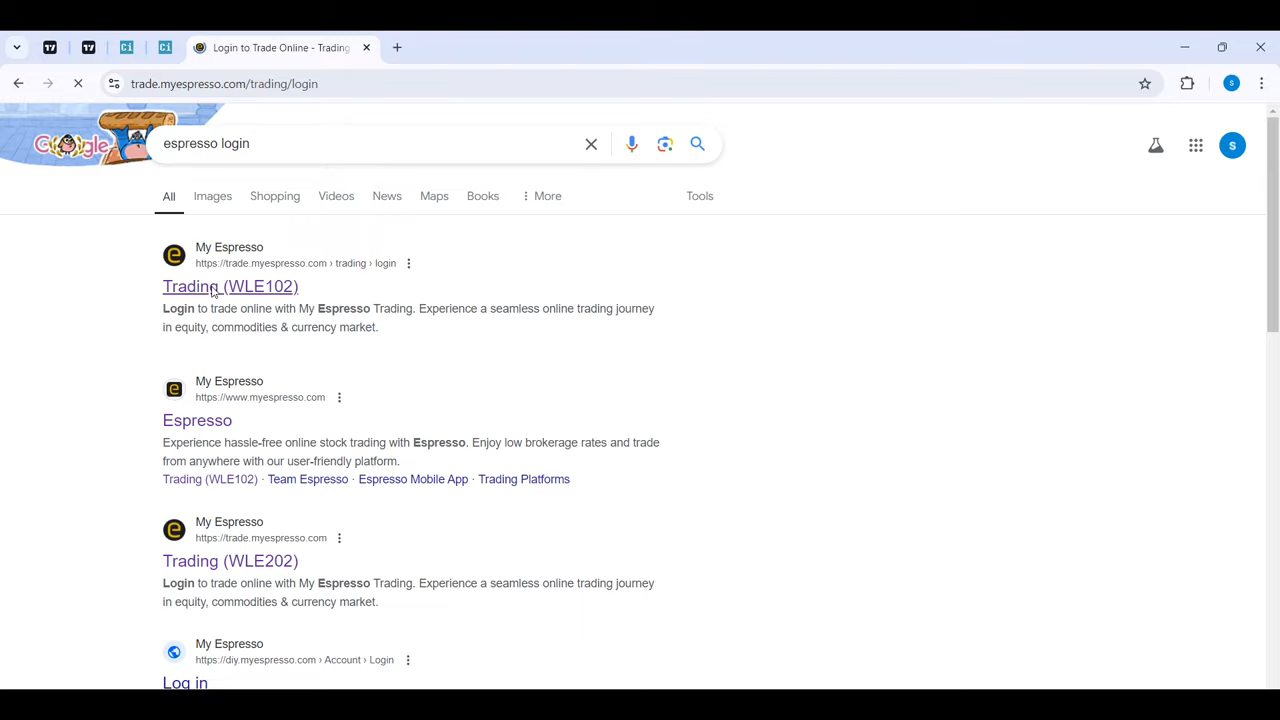 Login to Trade Online - Trading
trade.myespresso.com/trading/login
S
Google
espresso login
S
All
Images
Shopping
Videos
News
Maps
Books
More
Tools
My Espresso
https://trade.myespresso.com › trading › login
Trading (WLE102)
Login to trade online with My Espresso Trading. Experience a seamless online trading journey
in equity, commodities & currency market.
My Espresso
https://www.myespresso.com
Espresso
Experience hassle-free online stock trading with Espresso. Enjoy low brokerage rates and trade
from anywhere with our user-friendly platform.
Trading (WLE102) · Team Espresso · Espresso Mobile App · Trading Platforms
My Espresso
https://trade.myespresso.com
Trading (WLE202)
Login to trade online with My Espresso Trading. Experience a seamless online trading journey
in equity, commodities & currency market.
My Espresso
https://diy.myespresso.com › Account › Login
Log in